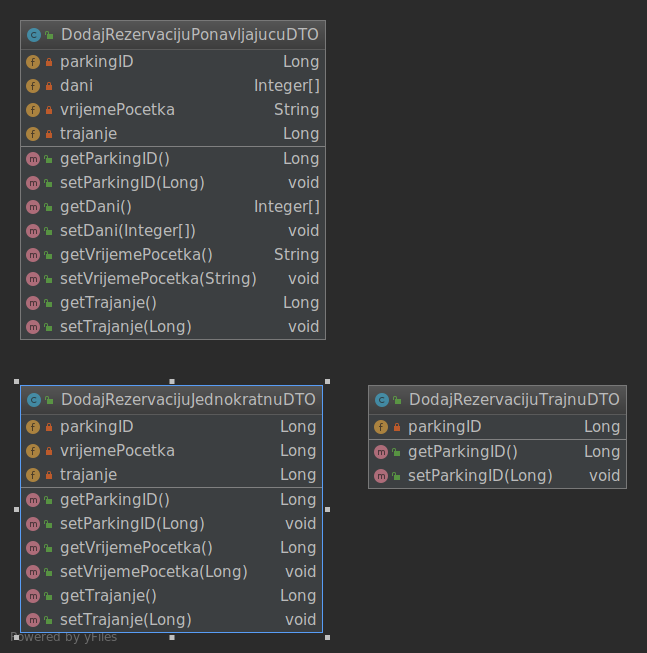 DodajRezervacijuPonavljajucuDTO
parkingID Long
dani Integer[]
vrijemePocetka String
trajanje Long
getParkingID() Long
setParkingID(Long) void
getDani() Integer[]
setDani(Integer[]) void
getVrijemePocetka() String
setVrijemePocetka(String) void
getTrajanje() Long
setTrajanje(Long) void
DodajRezervacijuJednokratnuDTO
parkingID Long
vrijemePocetka Long
trajanje Long
getParkingID() Long
setParkingID(Long) void
getVrijemePocetka() Long
setVrijemePocetka(Long) void
getTrajanje() Long
setTrajanje(Long) void
DodajRezervacijuTrajnuDTO
parkingID Long
getParkingID() Long
setParkingID(Long) void
Powered by yFiles